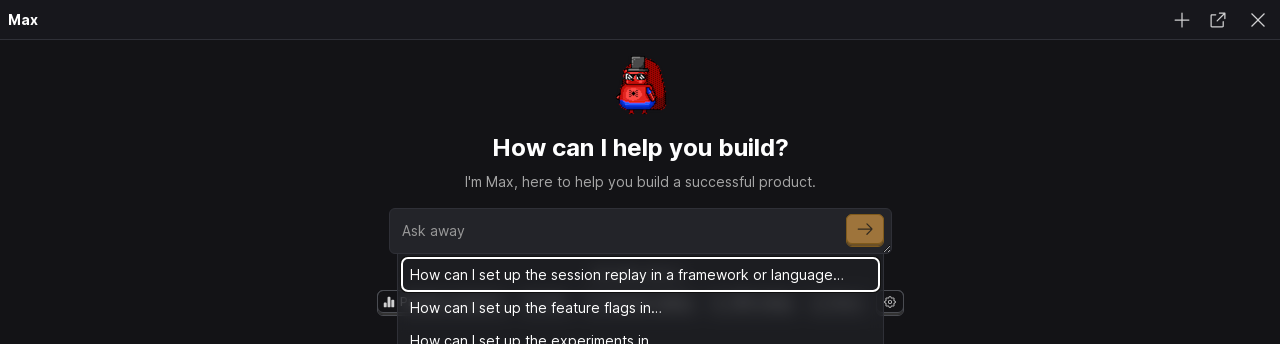 Max
How can I help you build?
I'm Max, here to help you build a successful product.
Ask away
How can I set up the session replay in a framework or language…
How can I set up the feature flags in…
How can I set up the experiments in…